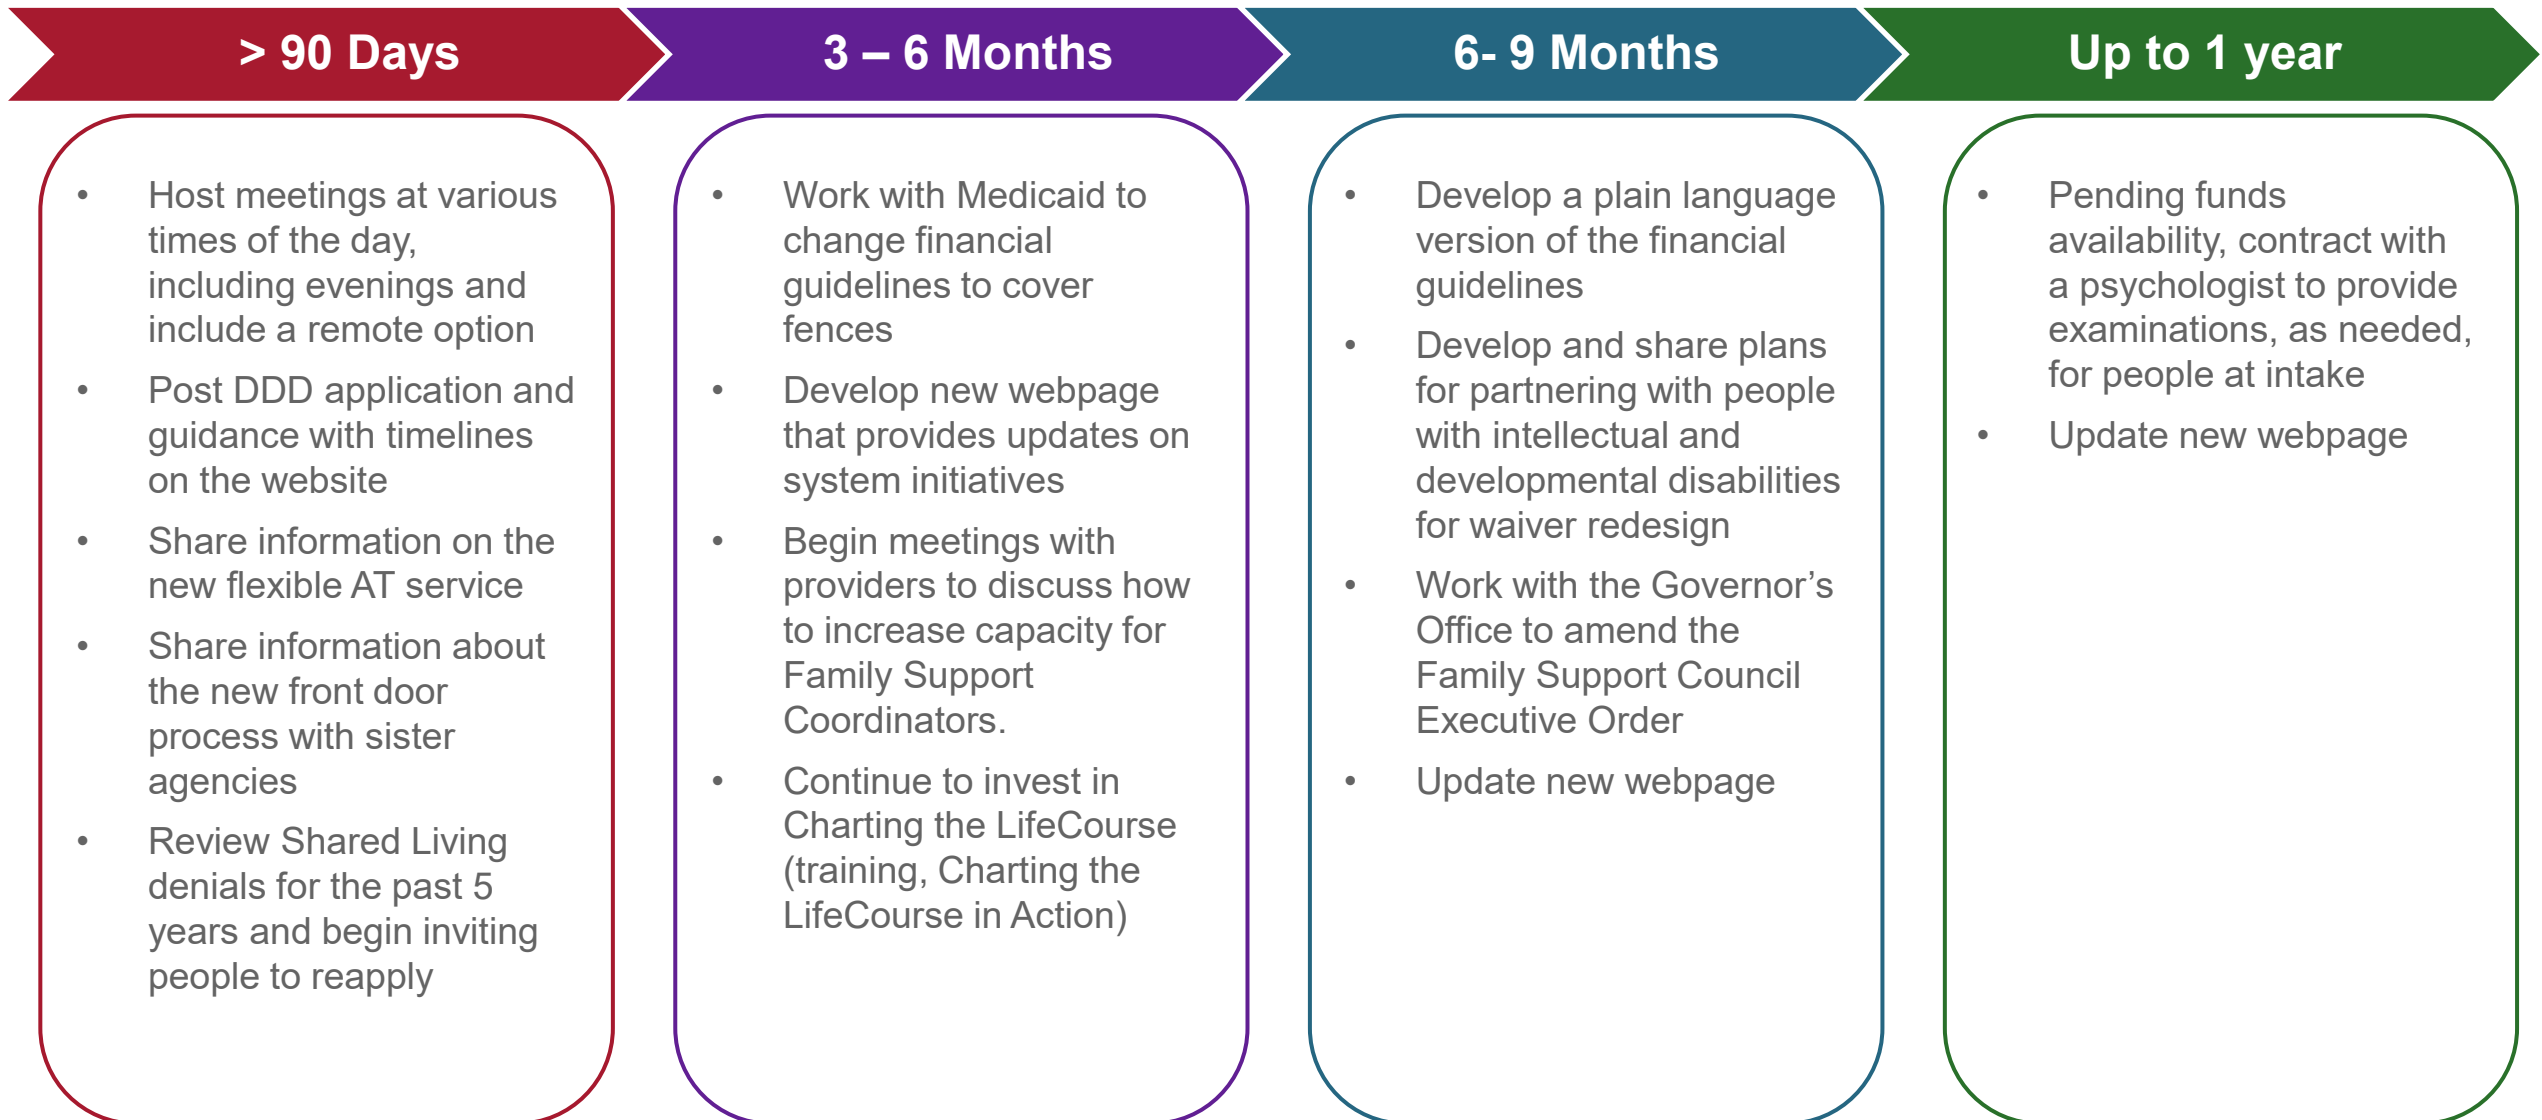 > 90 Days
• Host meetings at various
times of the day,
including evenings and
include a remote option
• Post DDD application and
guidance with timelines
on the website
• Share information on the
new flexible AT service
• Share information about
the new front door
process with sister
agencies
• Review Shared Living
denials for the past 5
years and begin inviting
people to reapply
3 – 6 Months
• Work with Medicaid to
change financial
guidelines to cover
fences
• Develop new webpage
that provides updates on
system initiatives
• Begin meetings with
providers to discuss how
to increase capacity for
Family Support
Coordinators.
• Continue to invest in
Charting the LifeCourse
(training, Charting the
LifeCourse in Action)
6- 9 Months
• Develop a plain language
version of the financial
guidelines
• Develop and share plans
for partnering with people
with intellectual and
developmental disabilities
for waiver redesign
• Work with the Governor’s
Office to amend the
Family Support Council
Executive Order
• Update new webpage
Up to 1 year
• Pending funds
availability, contract with
a psychologist to provide
examinations, as needed,
for people at intake
• Update new webpage